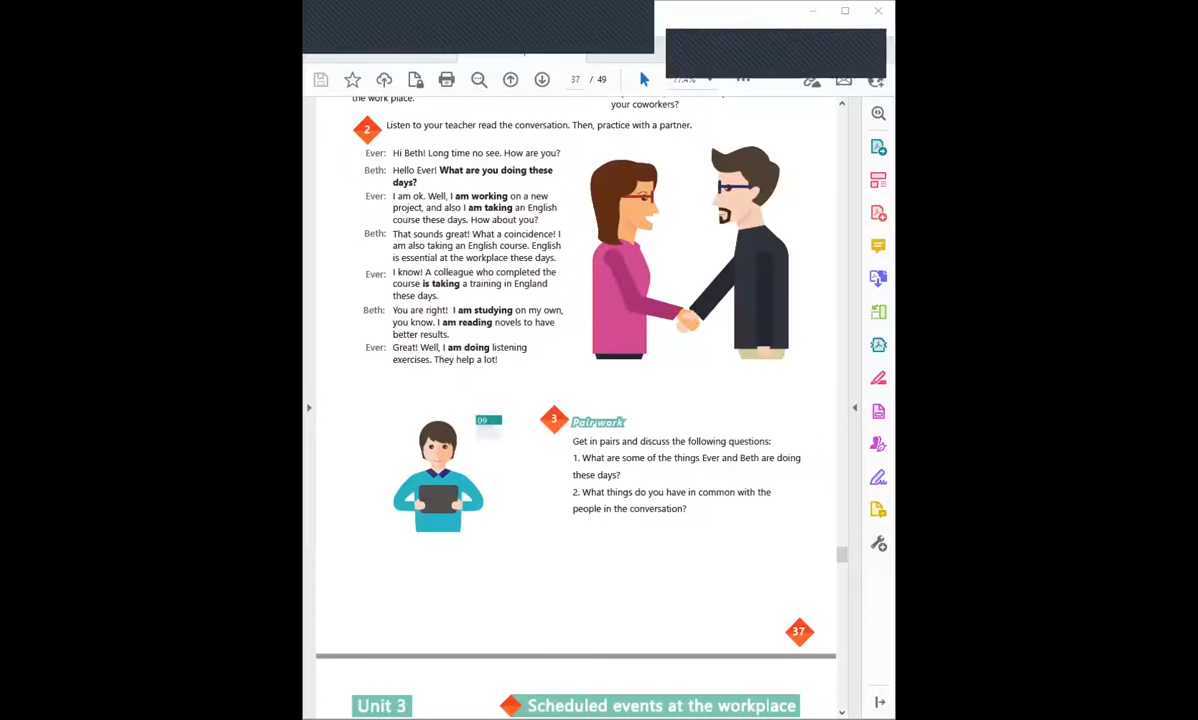 37 / 49
the work place.
your coworkers?
2 Listen to your teacher read the conversation. Then, practice with a partner.
Ever: Hi Beth! Long time no see. How are you?
Beth: Hello Ever! What are you doing these
days?
Ever: I am ok. Well, I am working on a new
project, and also I am taking an English
course these days. How about you?
Beth: That sounds great! What a coincidence! I
am also taking an English course. English
is essential at the workplace these days.
Ever: I know! A colleague who completed the
course is taking a training in England
these days.
Beth: You are right! I am studying on my own,
you know. I am reading novels to have
better results.
Ever: Great! Well, I am doing listening
exercises. They help a lot!
09
3 Pair work
Get in pairs and discuss the following questions:
1. What are some of the things Ever and Beth are doing
these days?
2. What things do you have in common with the
people in the conversation?
37
Unit 3
Scheduled events at the workplace